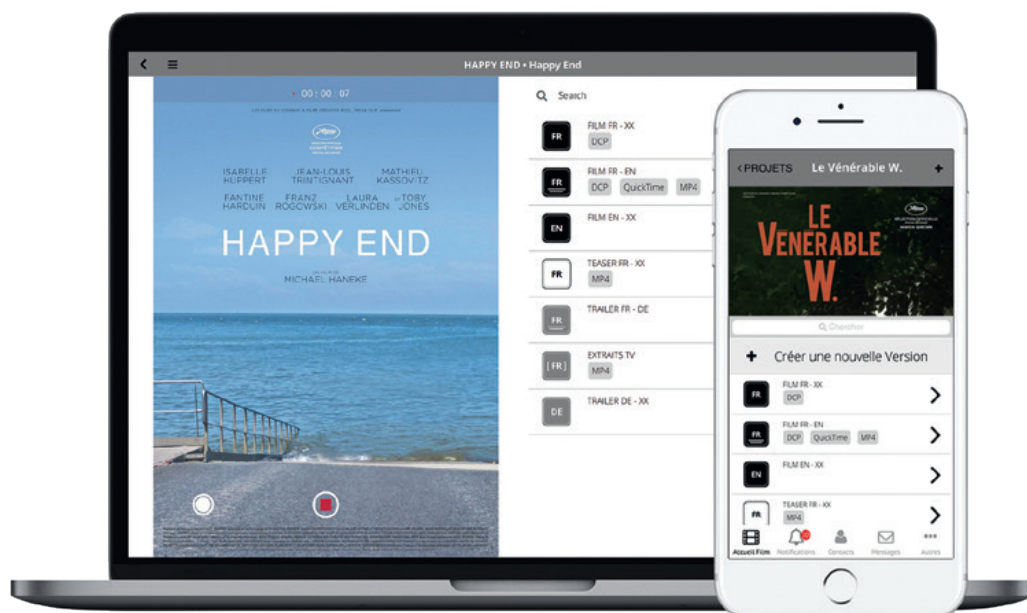 HAPPY END • Happy End
00 : 00 : 07
ISABELLE HUPPERT
JEAN-LOUIS TRINTIGNANT
MATHIEU KASSOVITZ
FANTINE HARDUIN
FRANZ ROGOWSKI
LAURA VERLINDEN
TOBY JONES
HAPPY END
UN FILM DE
MICHAEL HANEKE
Search
FR
FILM FR - XX
DCP
FR
FILM FR - EN
DCP QuickTime MP4
EN
FILM EN - XX
FR
TEASER FR - XX
MP4
FR
TRAILER FR - DE
[ FR ]
EXTRAITS TV
MP4
DE
TRAILER DE - XX
< PROJETS Le Vénérable W. +
LE
VENERABLE
W.
SÉLECTION OFFICIELLE
Chercher
+ Créer une nouvelle Version
FR
FILM FR - XX
DCP
FR
FILM FR - EN
DCP QuickTime MP4
EN
FILM EN - XX
FR
TEASER FR - XX
MP4
Accueil Film Notifications Contacts Messages Autres